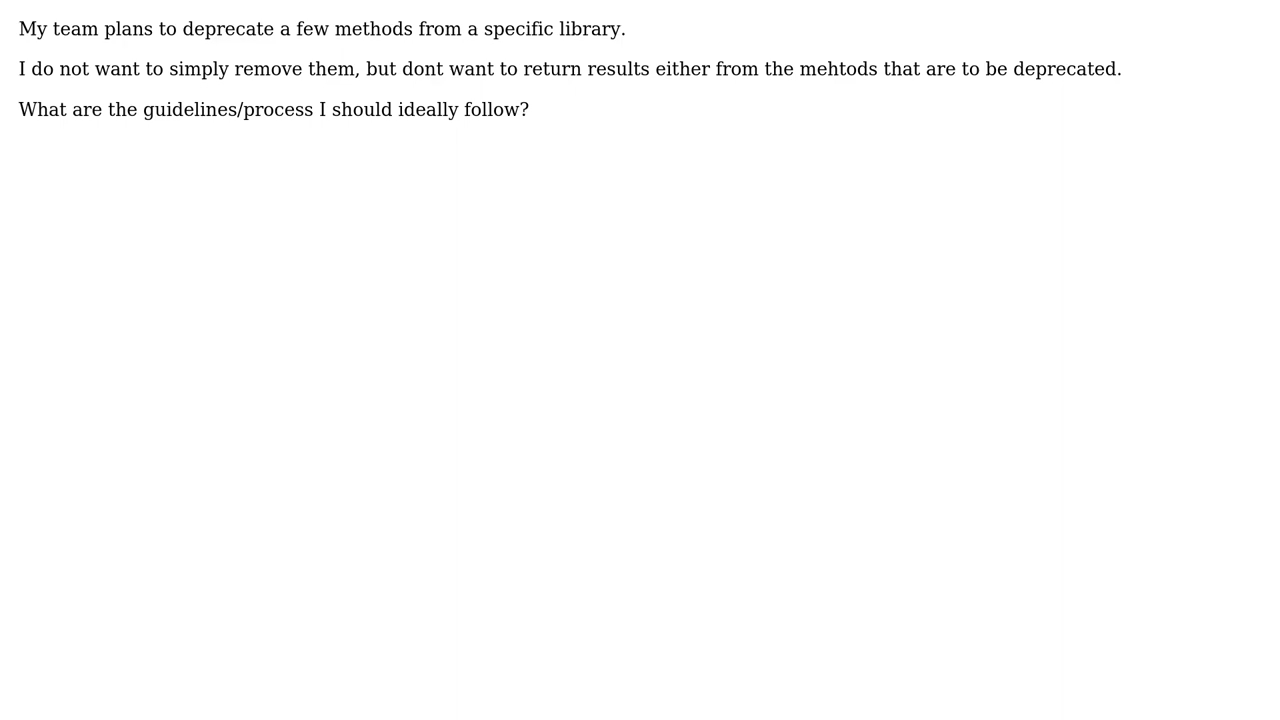 My team plans to deprecate a few methods from a specific library.
I do not want to simply remove them, but dont want to return results either from the mehtods that are to be deprecated.
What are the guidelines/process I should ideally follow?